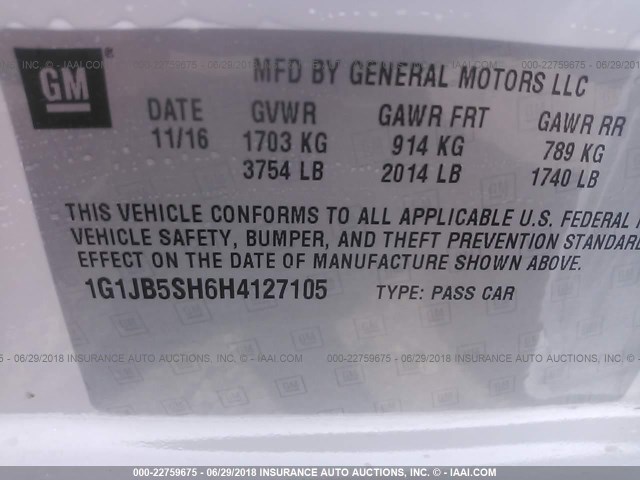 GM ®
MFD BY GENERAL MOTORS LLC
DATE GVWR GAWR FRT GAWR RR
11/16 1703 KG 914 KG 789 KG
3754 LB 2014 LB 1740 LB
THIS VEHICLE CONFORMS TO ALL APPLICABLE U.S. FEDERAL
VEHICLE SAFETY, BUMPER, AND THEFT PREVENTION STANDARD
EFFECT ON THE DATE OF MANUFACTURE SHOWN ABOVE.
1G1JB5SH6H4127105 TYPE: PASS CAR
000-22759675 - 06/29/2018 INSURANCE AUTO AUCTIONS, INC. © - IAAI.COM